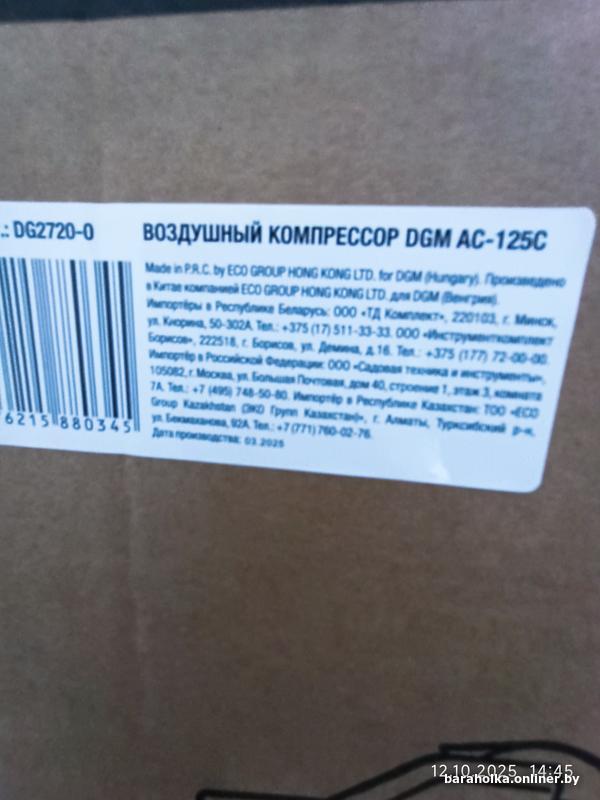 .: DG2720-0
ВОЗДУШНЫЙ КОМПРЕССОР DGM AC-125C
Made in P.R.C. by ECO GROUP HONG KONG LTD. for DGM (Hungary). Произведено
в Китае компанией ECO GROUP HONG KONG LTD. для DGM (Венгрия).
Импортёры в Республике Беларусь: ООО «ТД Комплект», 220103, г. Минск,
ул. Кнорина, 50-302А. Тел.: +375 (17) 511-33-33. ООО «Инструменткомплект
Борисов», 222518, г. Борисов, ул. Демина, д.16. Тел.: +375 (177) 72-00-00.
Импортёр в Российской Федерации: ООО «Садовая техника и инструменты»,
105082, г. Москва, ул. Большая Почтовая, дом 40, строение 1, этаж 3, комната
7А. Тел.: +7 (495) 748-50-80. Импортёр в Республике Казахстан: ТОО «ECO
Group Kazakhstan (ЭКО Групп Казахстан)», г. Алматы, Турксибский р-н,
ул. Бекмаханова, 92А. Тел.: +7 (771) 760-02-76.
Дата производства: 03.2025
6215880345
12.10.2025 14:45
baraholka.onliner.by